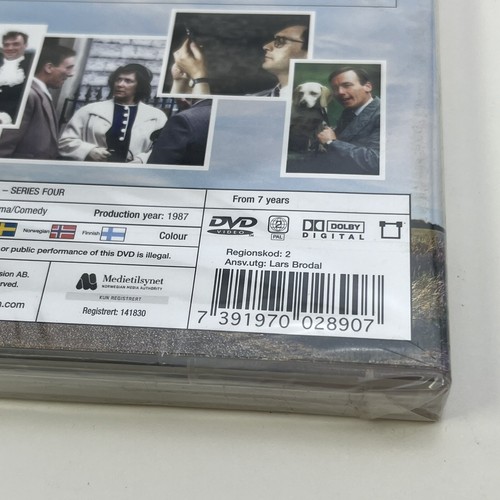 – SERIES FOUR
From 7 years
ma/Comedy Production year: 1987
DVD
VIDEO
PAL
DOLBY
DIGITAL
Norwegian Finnish Colour
or public performance of this DVD is illegal.
Regionskod: 2
Ansv.utg: Lars Brodal
sion AB.
rved.
n.com
Medietilsynet
NORWEGIAN MEDIA AUTHORITY
KUN REGISTRERT
Registrert: 141830
7 391970 028907